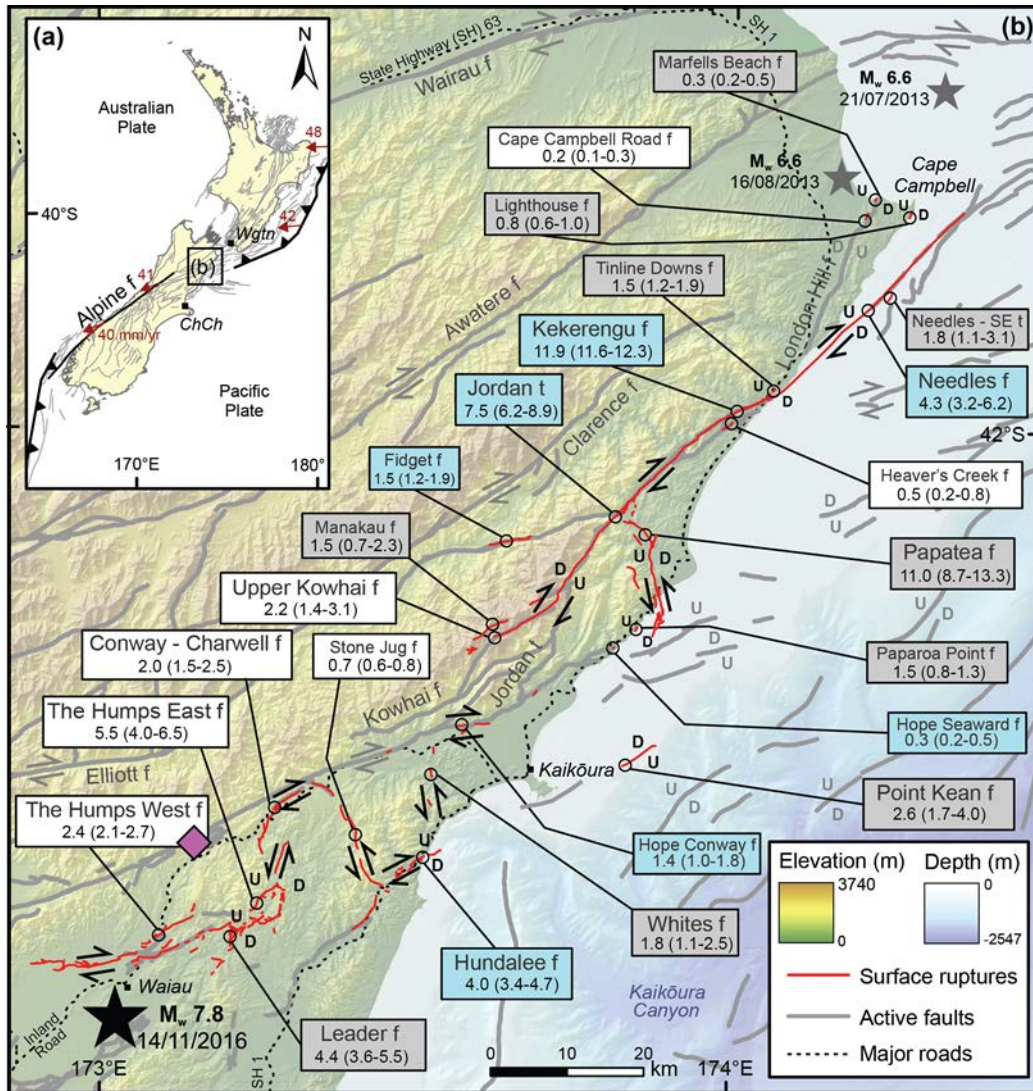 (a)
N
Australian
Plate
48
40°S
42
Wgtn
(b)
41
Alpine f
40 mm/yr
ChCh
Pacific
Plate
170°E
180°
(b)
State Highway (SH) 63
SH 1
Wairau f
Marfells Beach f
0.3 (0.2-0.5)
Mw 6.6
21/07/2013
Cape Campbell Road f
0.2 (0.1-0.3)
Mw 6.6
16/08/2013
Cape
Campbell
Lighthouse f
0.8 (0.6-1.0)
U
D
U
D
Tinline Downs f
1.5 (1.2-1.9)
D
U
London Hill f
Awatere f
Needles - SE t
1.8 (1.1-3.1)
Kekerengu f
11.9 (11.6-12.3)
U
D
Needles f
4.3 (3.2-6.2)
Jordan t
7.5 (6.2-8.9)
U
D
Clarence f
42°S
Fidget f
1.5 (1.2-1.9)
Heaver's Creek f
0.5 (0.2-0.8)
Manakau f
1.5 (0.7-2.3)
D
U
Papatea f
11.0 (8.7-13.3)
Upper Kowhai f
2.2 (1.4-3.1)
D
U
U
D
Conway - Charwell f
2.0 (1.5-2.5)
Stone Jug f
0.7 (0.6-0.8)
Jordan t
U
D
U
D
U
D
Paparoa Point f
1.5 (0.8-1.3)
Kowhai f
The Humps East f
5.5 (4.0-6.5)
Hope Seaward f
0.3 (0.2-0.5)
Elliott f
Kaikōura
D
U
U
D
U
D
Point Kean f
2.6 (1.7-4.0)
The Humps West f
2.4 (2.1-2.7)
Hope Conway f
1.4 (1.0-1.8)
U
D
U
D
U
D
Whites f
1.8 (1.1-2.5)
Hundalee f
4.0 (3.4-4.7)
Waiau
Mw 7.8
14/11/2016
Leader f
4.4 (3.6-5.5)
Inland
Road
SH 1
Kaikōura
Canyon
173°E
0 10 20
km
174°E
Elevation (m)
3740
0
Depth (m)
0
-2547
Surface ruptures
Active faults
Major roads